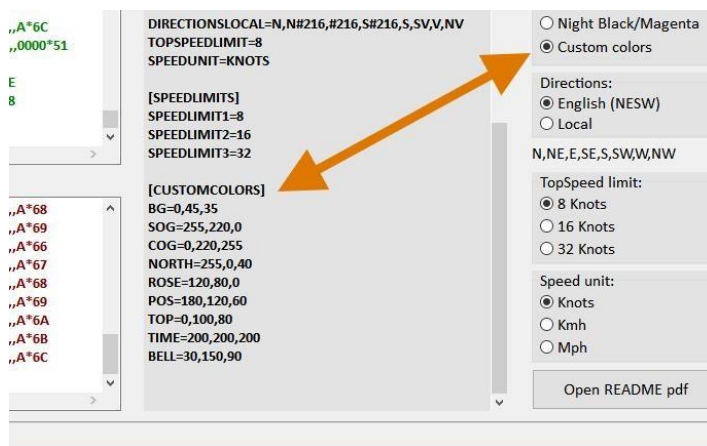 ,,A*6C
,,0000*51
E
8
,,A*68
,,A*69
,,A*66
,,A*67
,,A*68
,,A*69
,,A*6A
,,A*6B
,,A*6C
DIRECTIONSLOCAL=N,N#216,#216,S#216,S,SV,V,NV
TOPSPEEDLIMIT=8
SPEEDUNIT=KNOTS
[SPEEDLIMITS]
SPEEDLIMIT1=8
SPEEDLIMIT2=16
SPEEDLIMIT3=32
[CUSTOMCOLORS]
BG=0,45,35
SOG=255,220,0
COG=0,220,255
NORTH=255,0,40
ROSE=120,80,0
POS=180,120,60
TOP=0,100,80
TIME=200,200,200
BELL=30,150,90
Night Black/Magenta
Custom colors
Directions:
English (NESW)
Local
N,NE,E,SE,S,SW,W,NW
TopSpeed limit:
8 Knots
16 Knots
32 Knots
Speed unit:
Knots
Kmh
Mph
Open README pdf